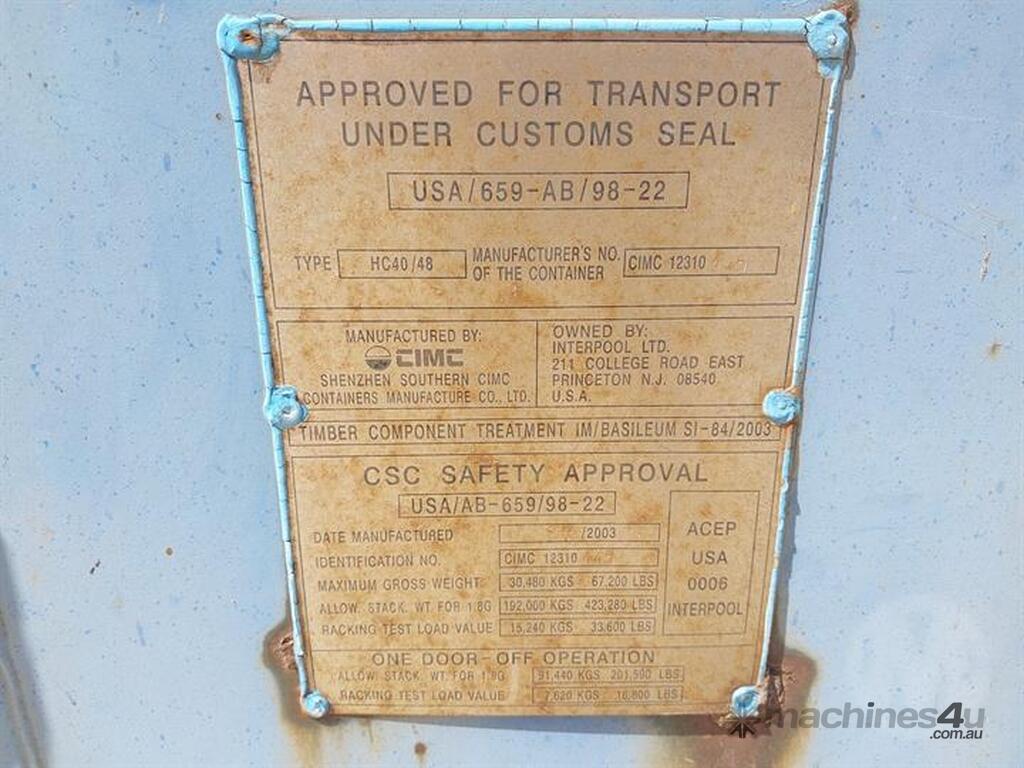 APPROVED FOR TRANSPORT
UNDER CUSTOMS SEAL
USA/659-AB/98-22
TYPE HC40/48 MANUFACTURER'S NO. OF THE CONTAINER CIMC 12310
MANUFACTURED BY:
CIMC
SHENZHEN SOUTHERN CIMC
CONTAINERS MANUFACTURE CO., LTD.
OWNED BY:
INTERPOOL LTD.
211 COLLEGE ROAD EAST
PRINCETON N.J. 08540
U.S.A.
TIMBER COMPONENT TREATMENT IM/BASILEUM SI-84/2003
CSC SAFETY APPROVAL
USA/AB-659/98-22
DATE MANUFACTURED /2003
IDENTIFICATION NO. CIMC 12310
MAXIMUM GROSS WEIGHT 30,480 KGS 67,200 LBS
ALLOW. STACK. WT. FOR 1.8G 192,000 KGS 423,280 LBS
RACKING TEST LOAD VALUE 15,240 KGS 33,600 LBS
ACEP
USA
0006
INTERPOOL
ONE DOOR-OFF OPERATION
ALLOW. STACK. WT. FOR 1.8G 91,440 KGS 201,590 LBS
RACKING TEST LOAD VALUE 7,620 KGS 16,800 LBS
machines4u
.com.au